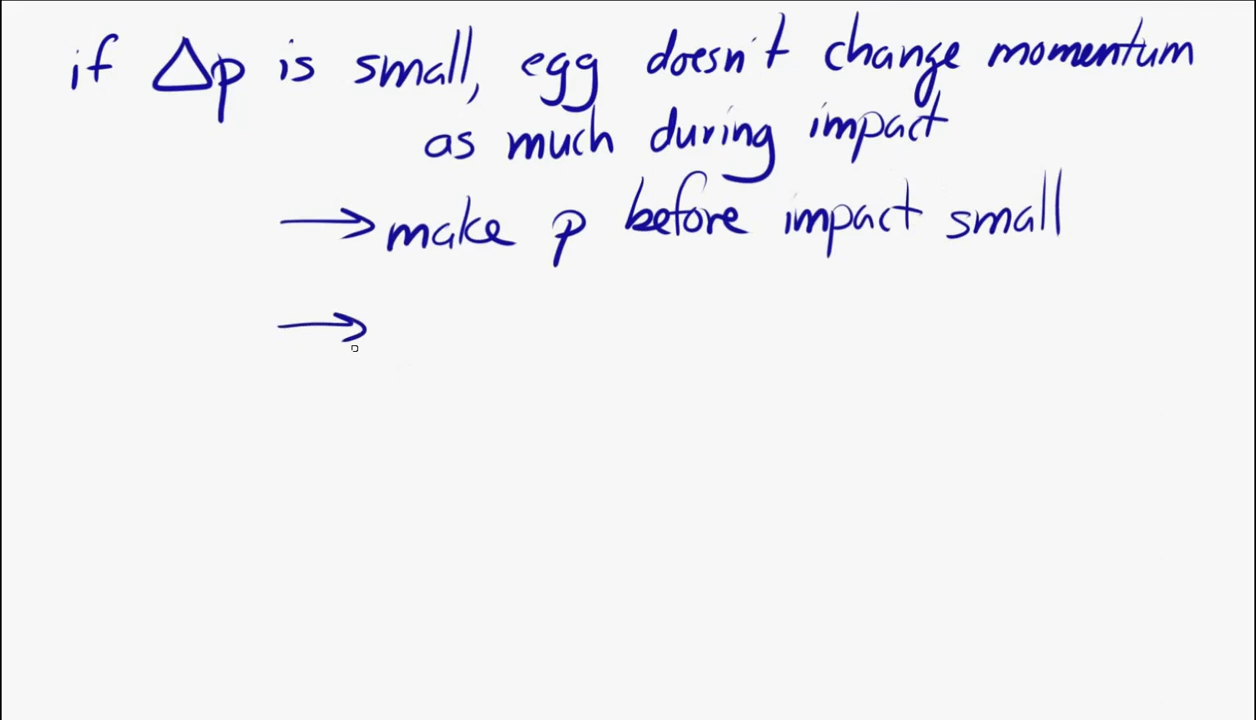 if Δp is small, egg doesn't change momentum
as much during impact
→ make p before impact small
→